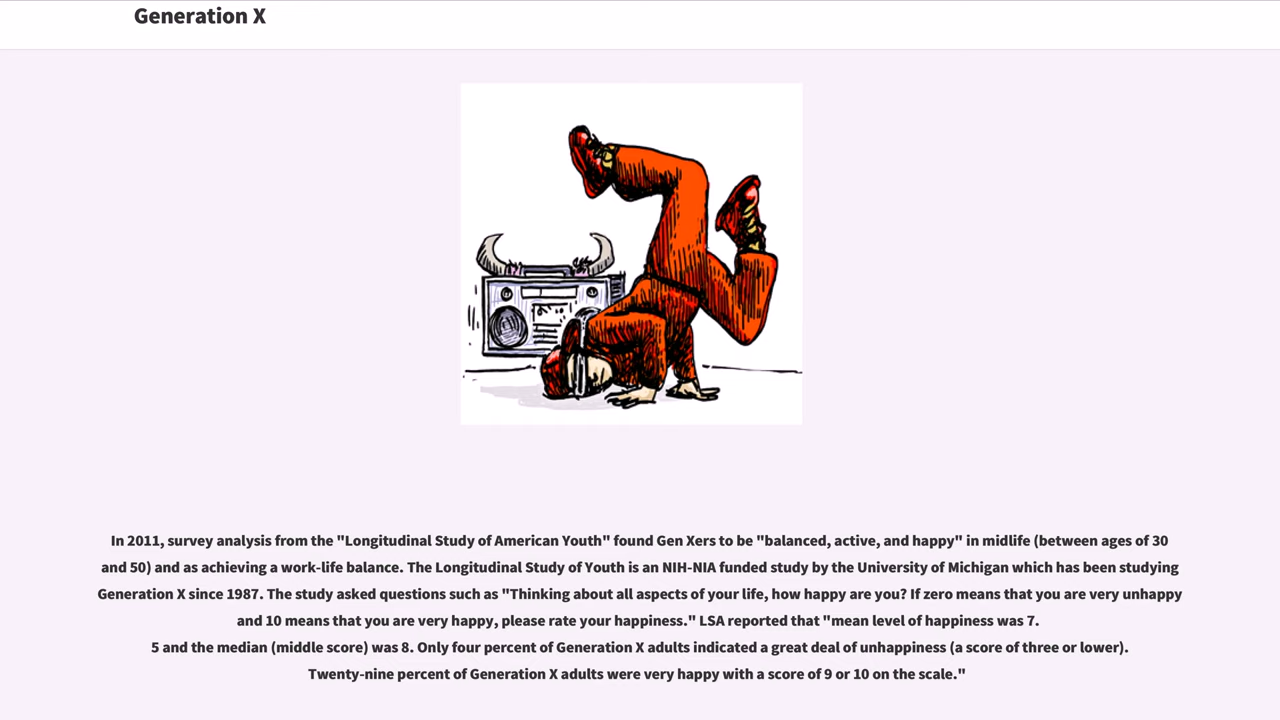 Generation X
In 2011, survey analysis from the "Longitudinal Study of American Youth" found Gen Xers to be "balanced, active, and happy" in midlife (between ages of 30
and 50) and as achieving a work-life balance. The Longitudinal Study of Youth is an NIH-NIA funded study by the University of Michigan which has been studying
Generation X since 1987. The study asked questions such as "Thinking about all aspects of your life, how happy are you? If zero means that you are very unhappy
and 10 means that you are very happy, please rate your happiness." LSA reported that "mean level of happiness was 7.
5 and the median (middle score) was 8. Only four percent of Generation X adults indicated a great deal of unhappiness (a score of three or lower).
Twenty-nine percent of Generation X adults were very happy with a score of 9 or 10 on the scale."